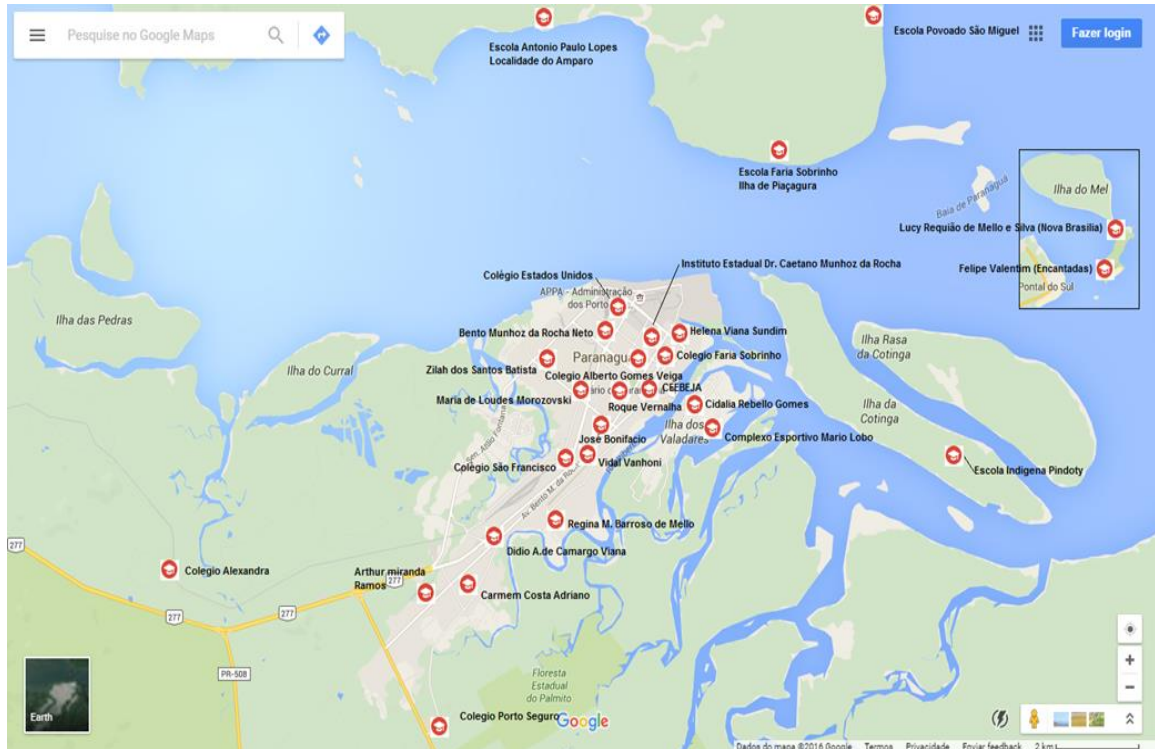 Pesquise no Google Maps
Escola Antonio Paulo Lopes
Localidade do Amparo
Escola Povoado São Miguel
Fazer login
Escola Faria Sobrinho
Ilha de Piaçagura
Ilha do Mel
Baia de Paranaguá
Lucy Requião de Mello e Silva (Nova Brasilia)
Felipe Valentim (Encantadas)
Pontal do Sul
Instituto Estadual Dr. Caetano Munhoz da Rocha
Colégio Estados Unidos
APPA - Administração
dos Porto
Ilha das Pedras
Bento Munhoz da Rocha Neto
Helena Viana Sundim
Ilha Rasa
da Cotinga
Paranagua
Colegio Faria Sobrinho
Ilha do Curral
Zilah dos Santos Batista
Colegio Alberto Gomes Veiga
CEEBEJA
Maria de Loudes Morozovski
Roque Vernalha
Cidalia Rebello Gomes
Ilha da
Cotinga
Ilha dos
Valadares
José Bonifacio
Complexo Esportivo Mario Lobo
Colégio São Francisco
Vidal Vanhoni
Escola Indigena Pindoty
Av. Bento M. da Ro
Regina M. Barroso de Mello
Didio A.de Camargo Viana
277
Colegio Alexandra
Arthur miranda
Ramos
277
Carmem Costa Adriano
277
277
PR-508
Floresta
Estadual
do Palmito
Earth
Colegio Porto Seguro
Google
Dados do mapa ©2016 Google Termos Privacidade Enviar feedback 2 km